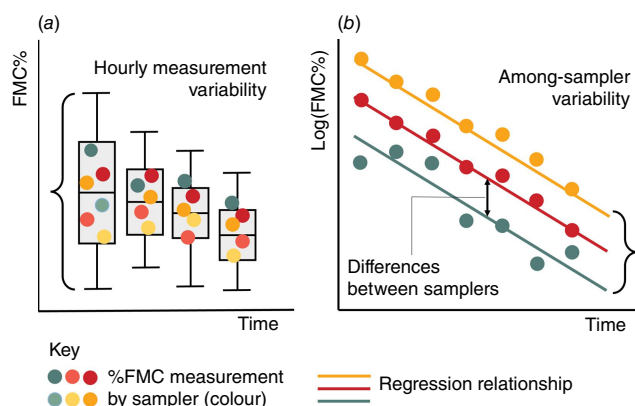 (a)
FMC%
Hourly measurement
variability
Time
(b)
Log(FMC%)
Among-sampler
variability
Differences
between samplers
Time
Key
%FMC measurement
by sampler (colour)
Regression relationship